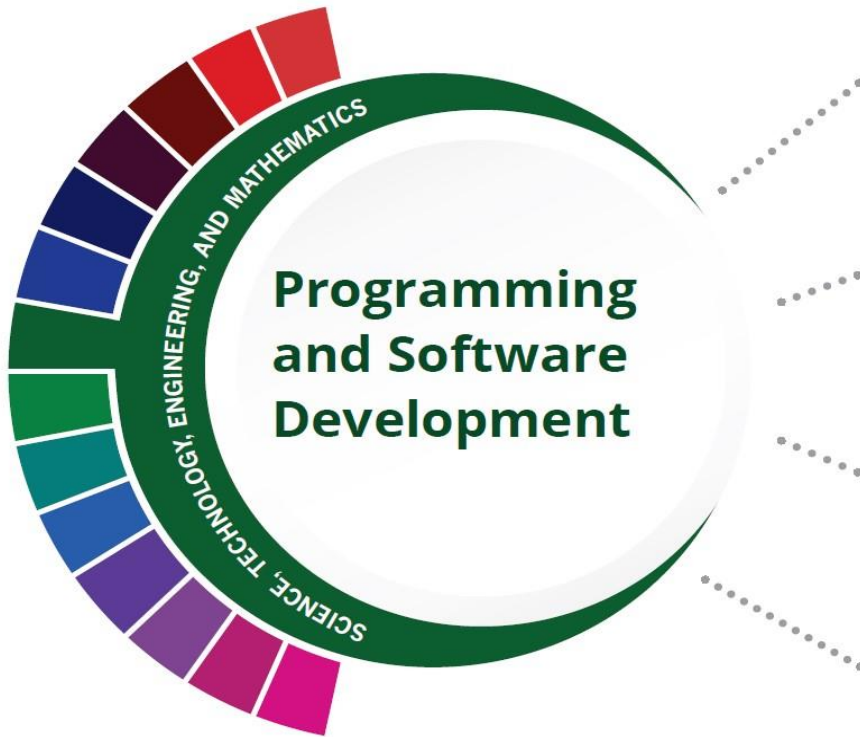 SCIENCE, TECHNOLOGY, ENGINEERING, AND MATHEMATICS
Programming
and Software
Development